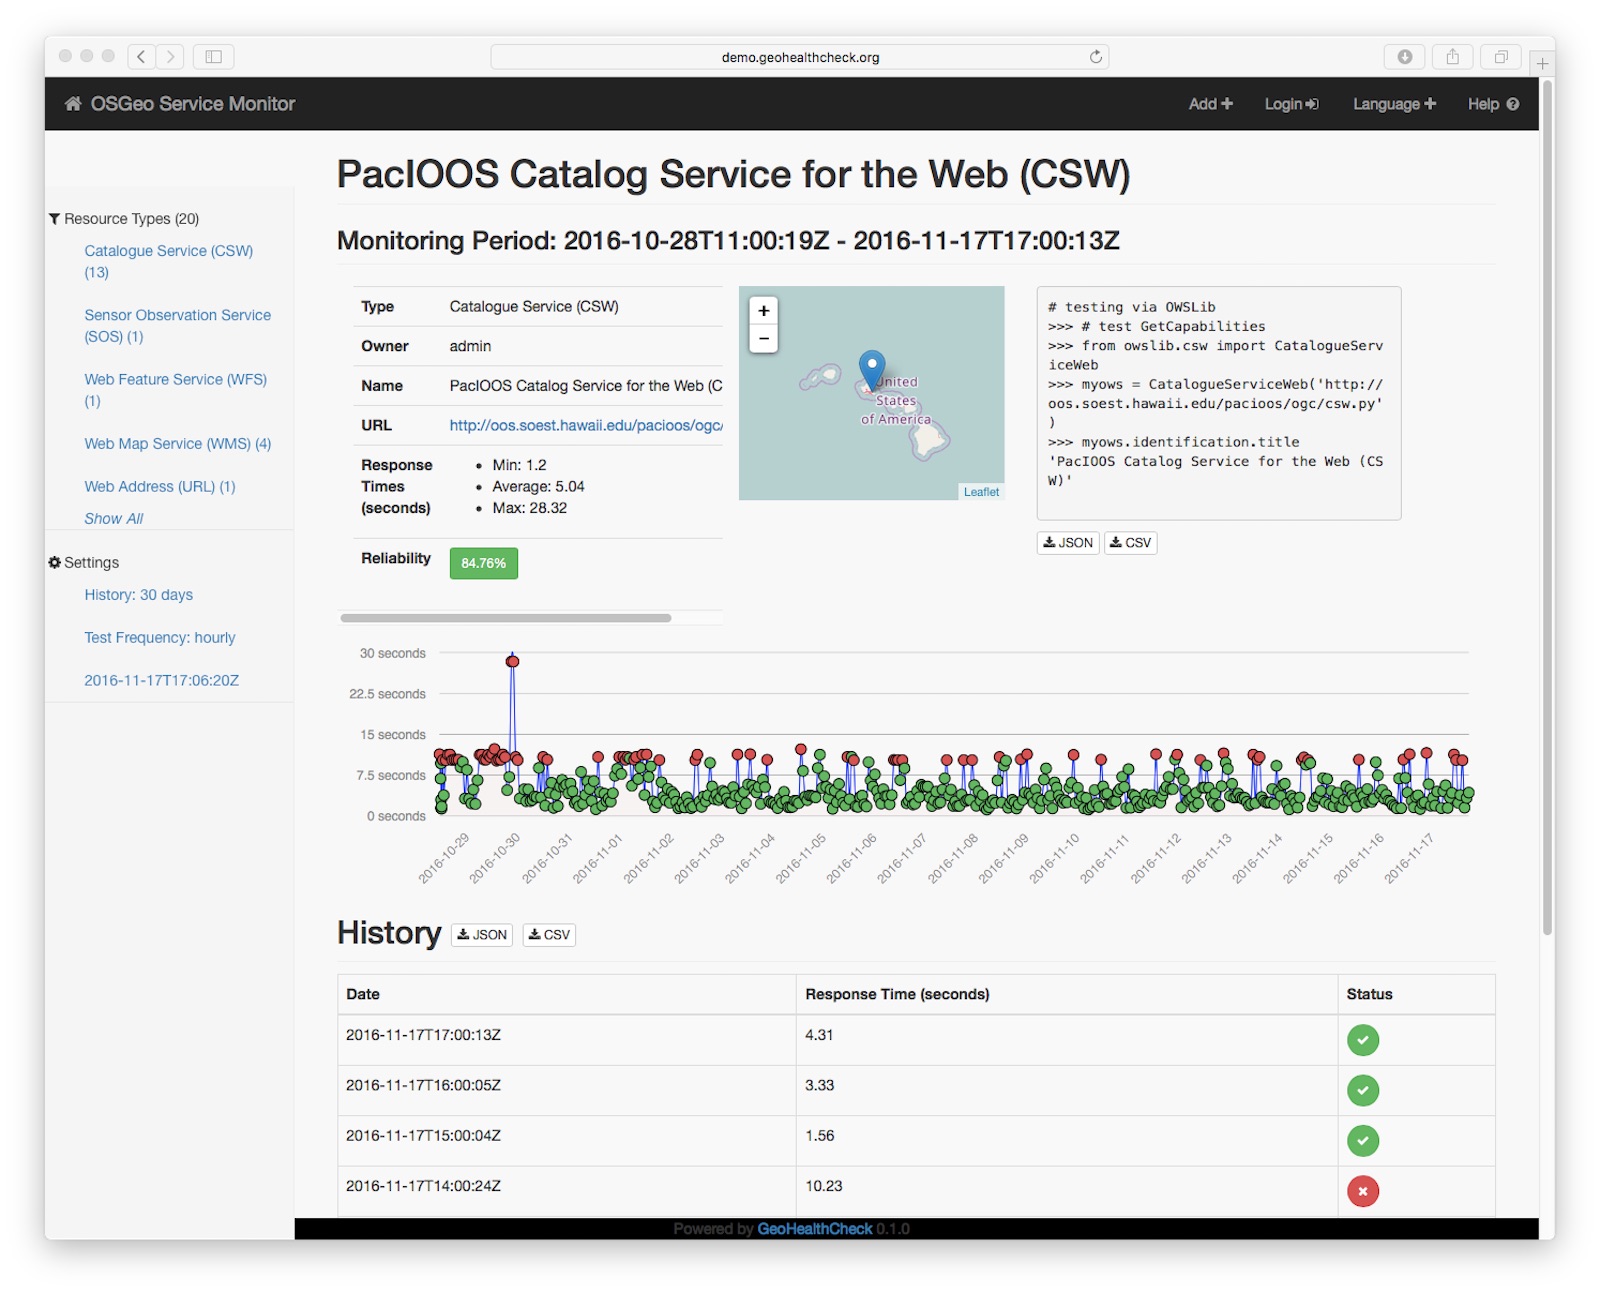 demo.geohealthcheck.org
OSGeo Service Monitor
Add
Login
Language
Help
Resource Types (20)
Catalogue Service (CSW)
(13)
Sensor Observation Service
(SOS) (1)
Web Feature Service (WFS)
(1)
Web Map Service (WMS) (4)
Web Address (URL) (1)
Show All
Settings
History: 30 days
Test Frequency: hourly
2016-11-17T17:06:20Z
PacIOOS Catalog Service for the Web (CSW)
Monitoring Period: 2016-10-28T11:00:19Z - 2016-11-17T17:00:13Z
Type Catalogue Service (CSW)
Owner admin
Name PacIOOS Catalog Service for the Web (C
URL http://oos.soest.hawaii.edu/pacioos/ogc/
Response
Times
(seconds)
• Min: 1.2
• Average: 5.04
• Max: 28.32
Reliability 84.76%
+
−
United
States
of America
Leaflet
# testing via OWSLib
>>> # test GetCapabilities
>>> from owslib.csw import CatalogueServ
iceWeb
>>> myows = CatalogueServiceWeb('http://
oos.soest.hawaii.edu/pacioos/ogc/csw.py'
)
>>> myows.identification.title
'PacIOOS Catalog Service for the Web (CS
W)'
JSON CSV
30 seconds
22.5 seconds
15 seconds
7.5 seconds
0 seconds
2016-10-29
2016-10-30
2016-10-31
2016-11-01
2016-11-02
2016-11-03
2016-11-04
2016-11-05
2016-11-06
2016-11-07
2016-11-08
2016-11-09
2016-11-10
2016-11-11
2016-11-12
2016-11-13
2016-11-14
2016-11-15
2016-11-16
2016-11-17
History JSON CSV
Date Response Time (seconds) Status
2016-11-17T17:00:13Z 4.31
2016-11-17T16:00:05Z 3.33
2016-11-17T15:00:04Z 1.56
2016-11-17T14:00:24Z 10.23
Powered by GeoHealthCheck 0.1.0